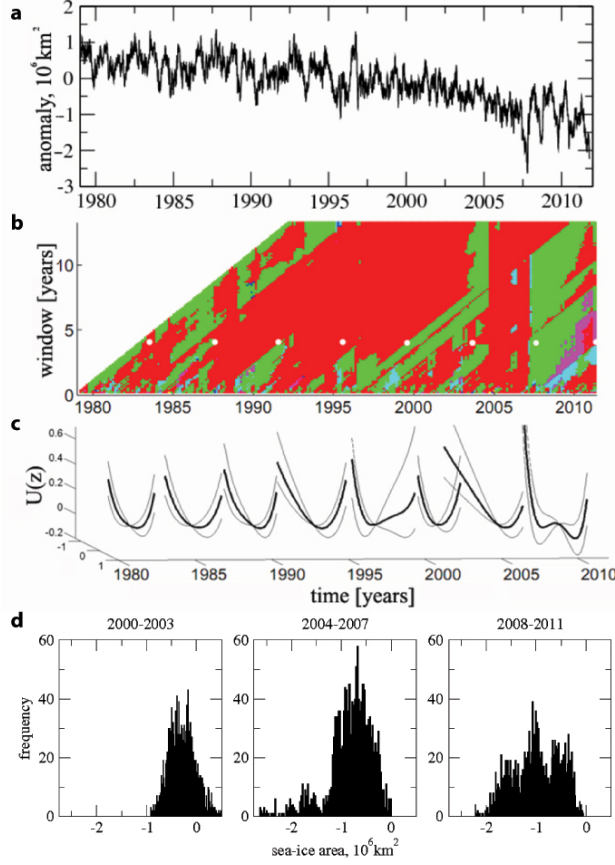 a
anomaly, 10⁶km²
2
1
0
-1
-2
-3
1980 1985 1990 1995 2000 2005 2010
b
window [years]
10
5
0
1980 1985 1990 1995 2000 2005 2010
c
U(z)
0.6
0.4
0.2
0
-0.2
-1
0
1
1980 1985 1990 1995 2000 2005 2010
time [years]
d
2000-2003 2004-2007 2008-2011
frequency
60
40
20
0
-2 -1 0 -2 -1 0 -2 -1 0
sea-ice area, 10⁶km²